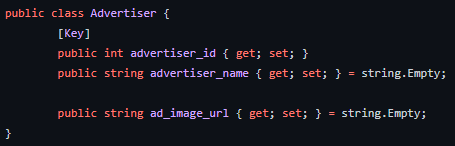 public class Advertiser {
[Key]
public int advertiser_id { get; set; }
public string advertiser_name { get; set; } = string.Empty;
public string ad_image_url { get; set; } = string.Empty;
}